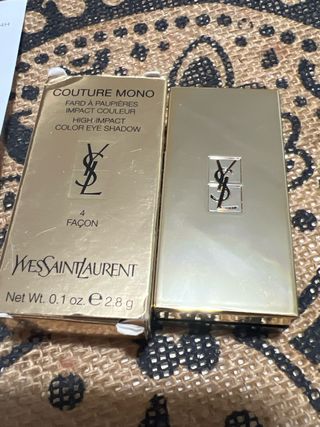 COUTURE MONO
FARD À PAUPIÈRES
IMPACT COULEUR
HIGH IMPACT
COLOR EYE SHADOW
YSL
4
FAÇON
YVESSAINTLAURENT
Net Wt. 0.1 oz. e 2.8 g
YSL